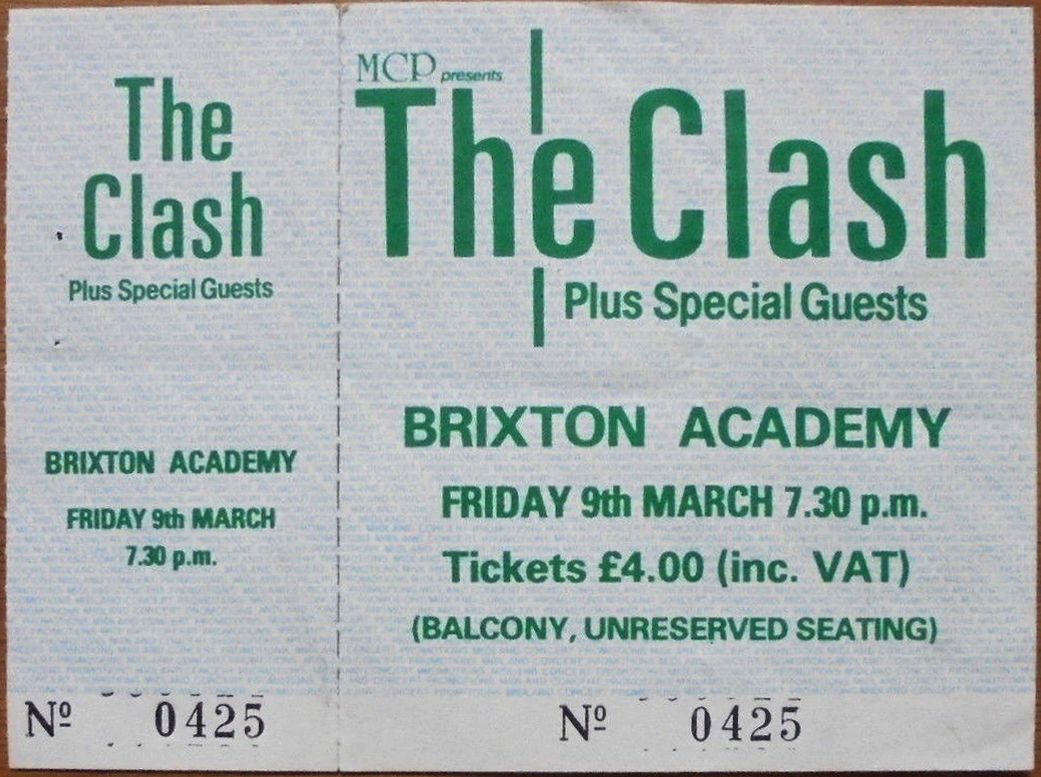 The
Clash
Plus Special Guests
BRIXTON ACADEMY
FRIDAY 9th MARCH
7.30 p.m.
Nº 0425
MCP presents
The Clash
Plus Special Guests
BRIXTON ACADEMY
FRIDAY 9th MARCH 7.30 p.m.
Tickets £4.00 (inc. VAT)
(BALCONY, UNRESERVED SEATING)
Nº 0425